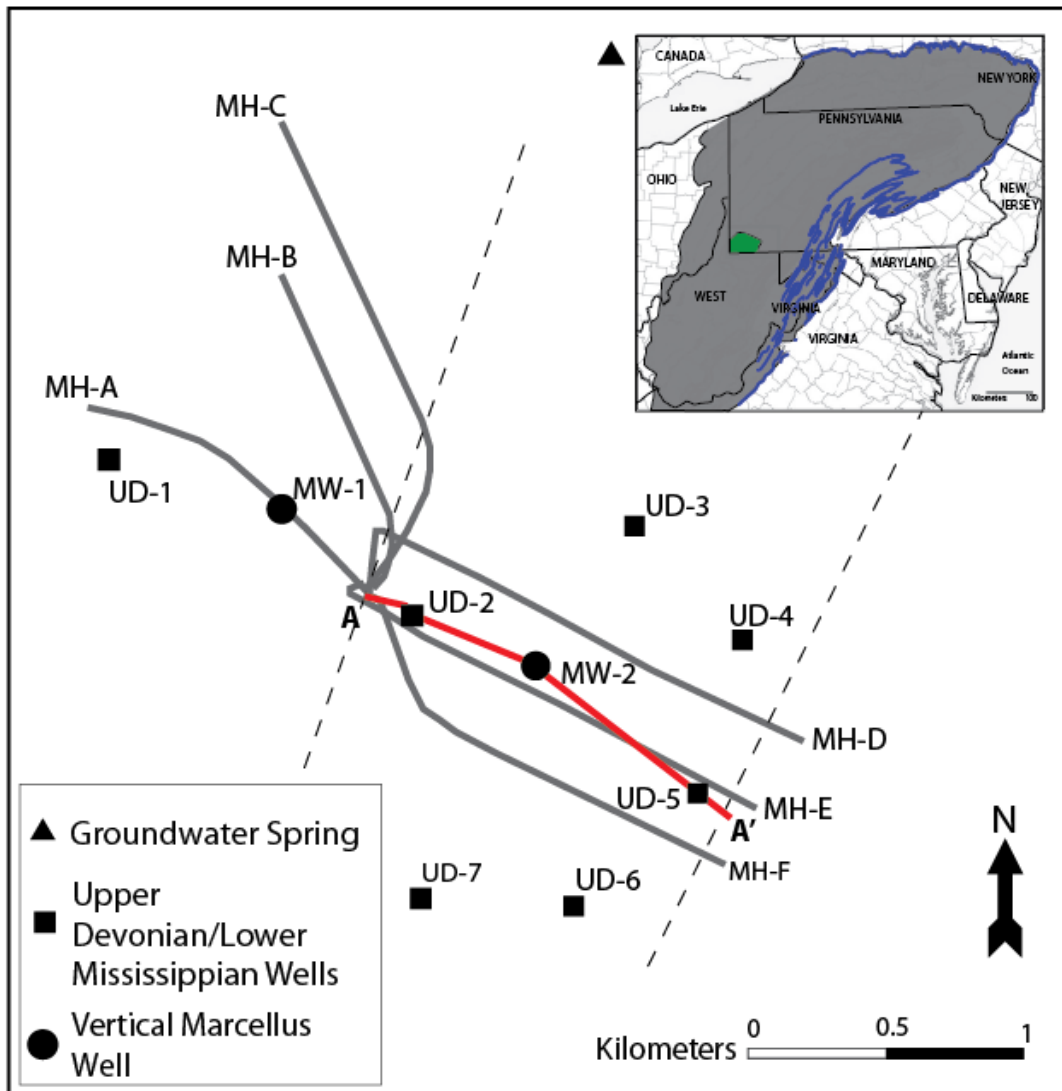 CANADA
NEW YORK
Lake Erie
PENNSYLVANIA
OHIO
NEW
JERSEY
MARYLAND
DELAWARE
WEST
VIRGINIA
VIRGINIA
Atlantic
Ocean
Kilometers 100
MH-C
MH-B
MH-A
UD-1
MW-1
UD-3
A
UD-2
UD-4
MW-2
MH-D
UD-5
MH-E
A’
MH-F
UD-7
UD-6
N
Groundwater Spring
Upper
Devonian/Lower
Mississippian Wells
Vertical Marcellus
Well
0 0.5 1
Kilometers